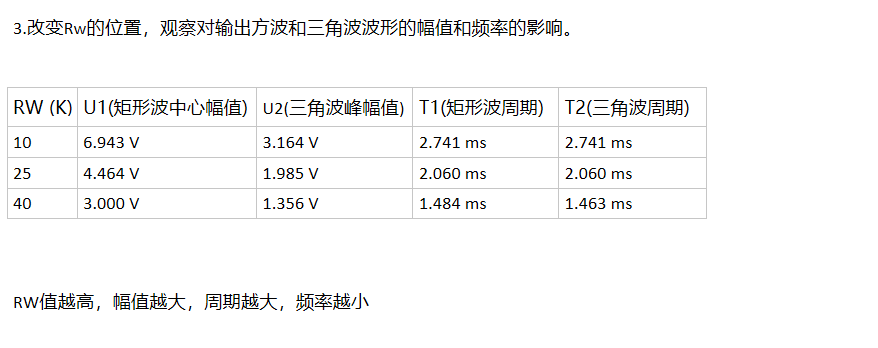 3.改变Rw的位置，观察对输出方波和三角波波形的幅值和频率的影响。
RW (K) U1(矩形波中心幅值) U2(三角波峰幅值) T1(矩形波周期) T2(三角波周期)
10 6.943 V 3.164 V 2.741 ms 2.741 ms
25 4.464 V 1.985 V 2.060 ms 2.060 ms
40 3.000 V 1.356 V 1.484 ms 1.463 ms
RW值越高，幅值越大，周期越大，频率越小